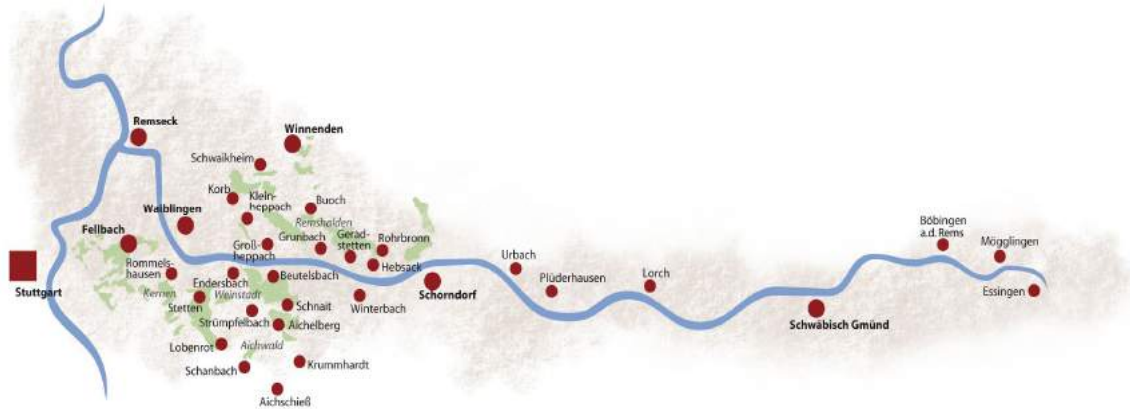 Remseck
Winnenden
Schwaikheim
Korb
Klein-
heppach
Buoch
Waiblingen
Remshalden
Fellbach
Grunbach
Gerad-
stetten
Rohrbronn
Groß-
heppach
Hebsack
Rommels-
hausen
Endersbach
Beutelsbach
Stuttgart
Kernen
Weinstadt
Stetten
Schnait
Winterbach
Schorndorf
Strümpfelbach
Aichelberg
Lobenrot
Aichwald
Schanbach
Krummhardt
Aichschieß
Urbach
Plüderhausen
Lorch
Schwäbisch Gmünd
Böbingen
a.d. Rems
Mögglingen
Essingen